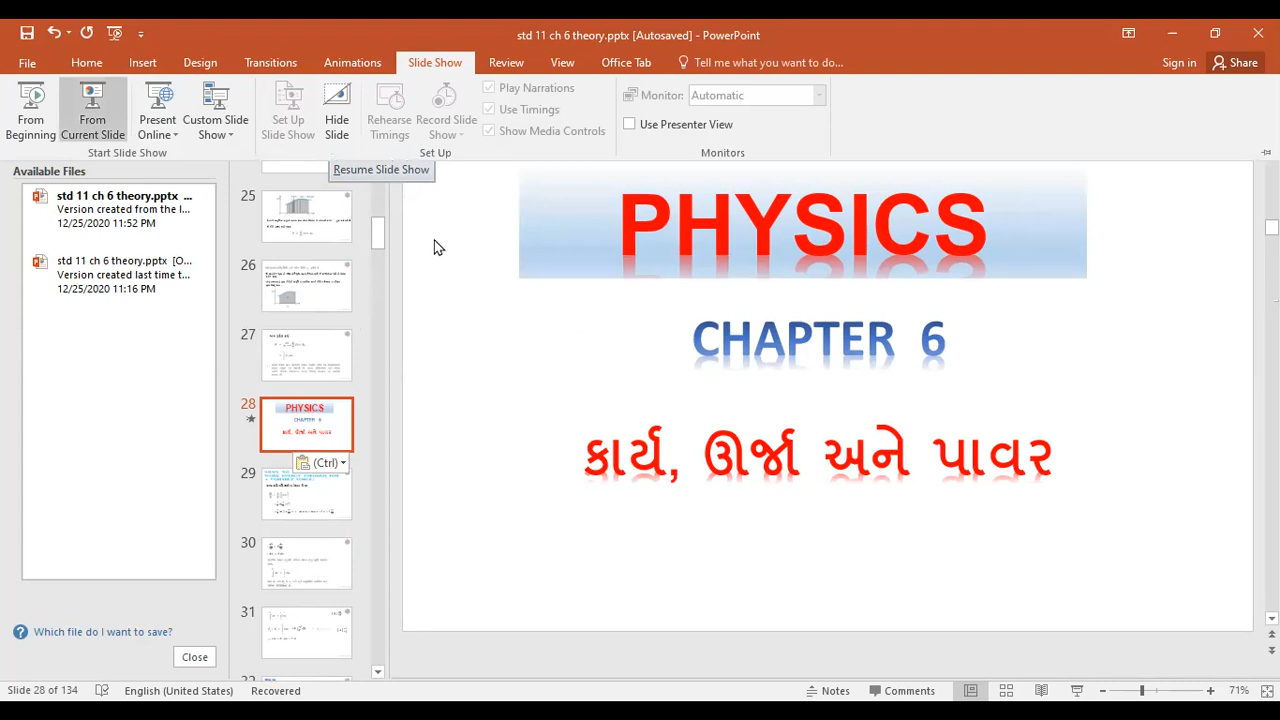 std 11 ch 6 theory.pptx [Autosaved] - PowerPoint
File Home Insert Design Transitions Animations Slide Show Review View Office Tab Tell me what you want to do... Sign in Share
From Beginning
From Current Slide
Present Online
Custom Slide Show
Set Up Slide Show
Hide Slide
Rehearse Timings
Record Slide Show
Play Narrations
Use Timings
Show Media Controls
Monitor: Automatic
Use Presenter View
Start Slide Show Set Up Monitors
Resume Slide Show
Available Files
std 11 ch 6 theory.pptx ...
Version created from the l...
12/25/2020 11:52 PM
std 11 ch 6 theory.pptx [O...
Version created last time t...
12/25/2020 11:16 PM
Which file do I want to save?
Close
25
26
27
28
PHYSICS
CHAPTER 6
કાર્ય, ઊર્જા અને પાવર
(Ctrl)
29
30
31
32
PHYSICS
CHAPTER 6
કાર્ય, ઊર્જા અને પાવર
Slide 28 of 134 English (United States) Recovered Notes Comments 71%